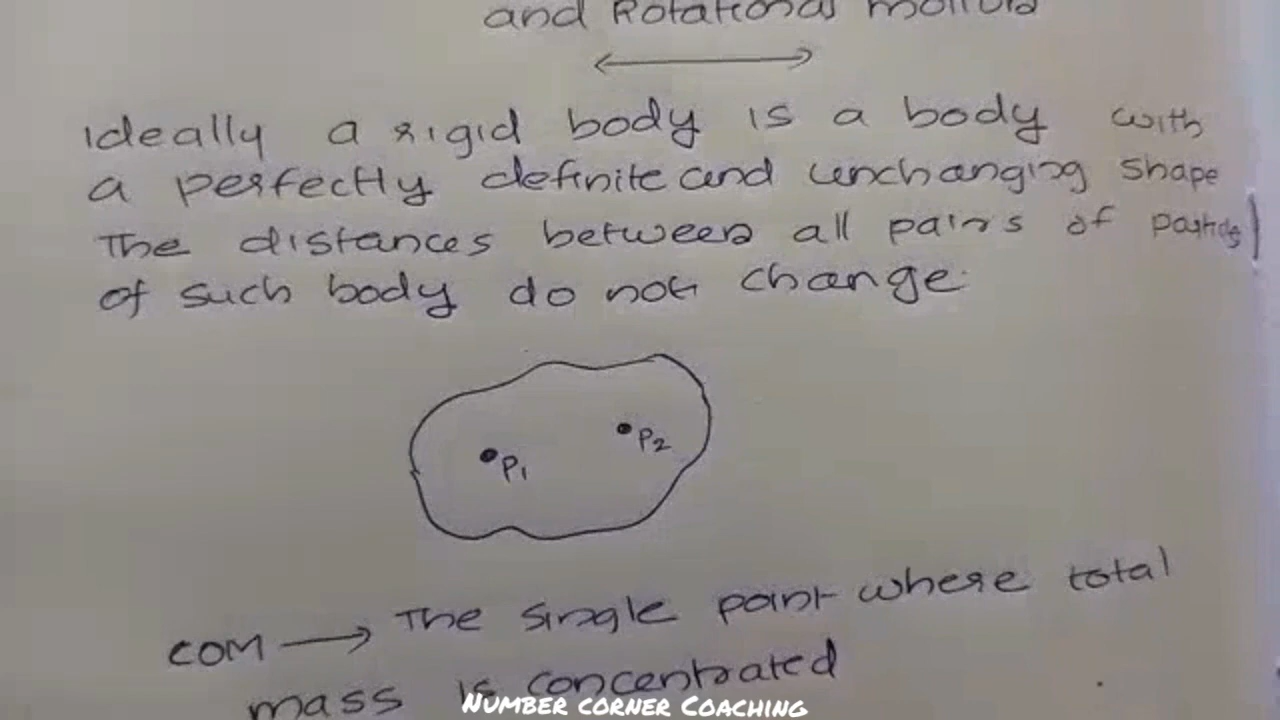 and Rotational motion
Ideally a rigid body is a body with
a perfectly definite and unchanging shape
The distances between all pairs of particles
of such body do not change.
P1
P2
COM → The single point where total
mass is concentrated
NUMBER CORNER COACHING